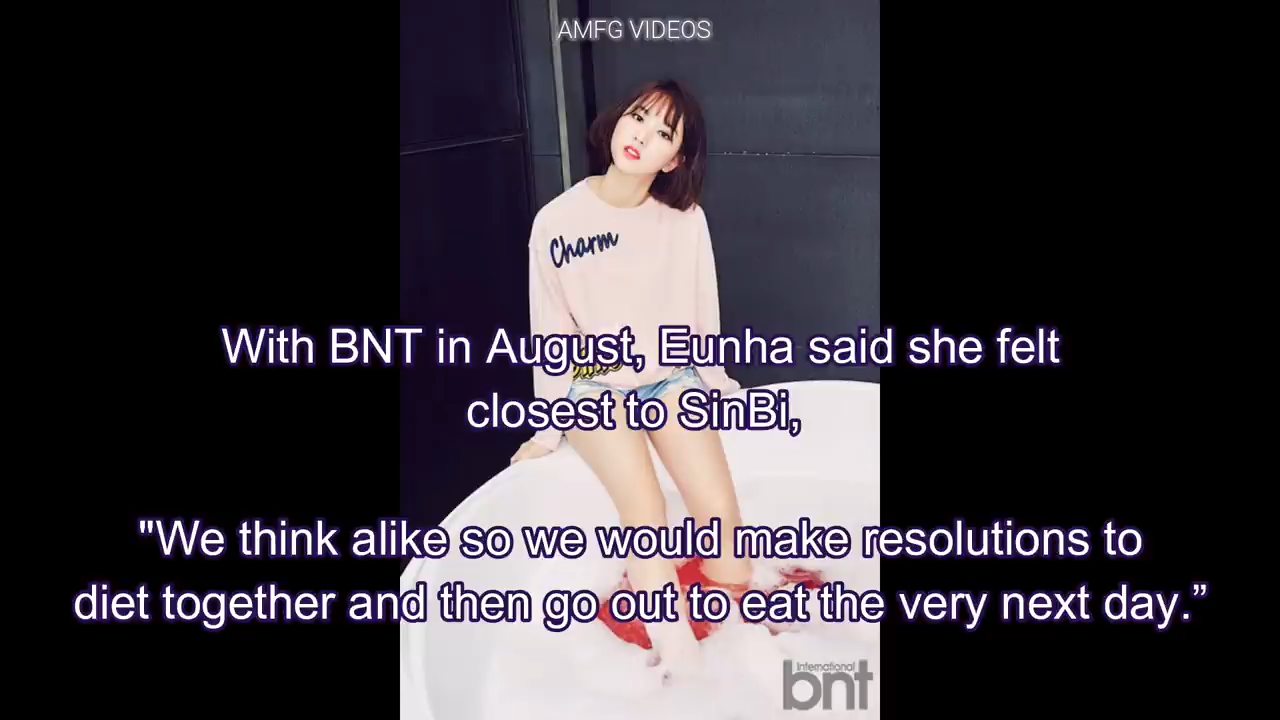 AMFG VIDEOS
Charm
With BNT in August, Eunha said she felt
closest to SinBi,
"We think alike so we would make resolutions to
diet together and then go out to eat the very next day.”
International
bnt